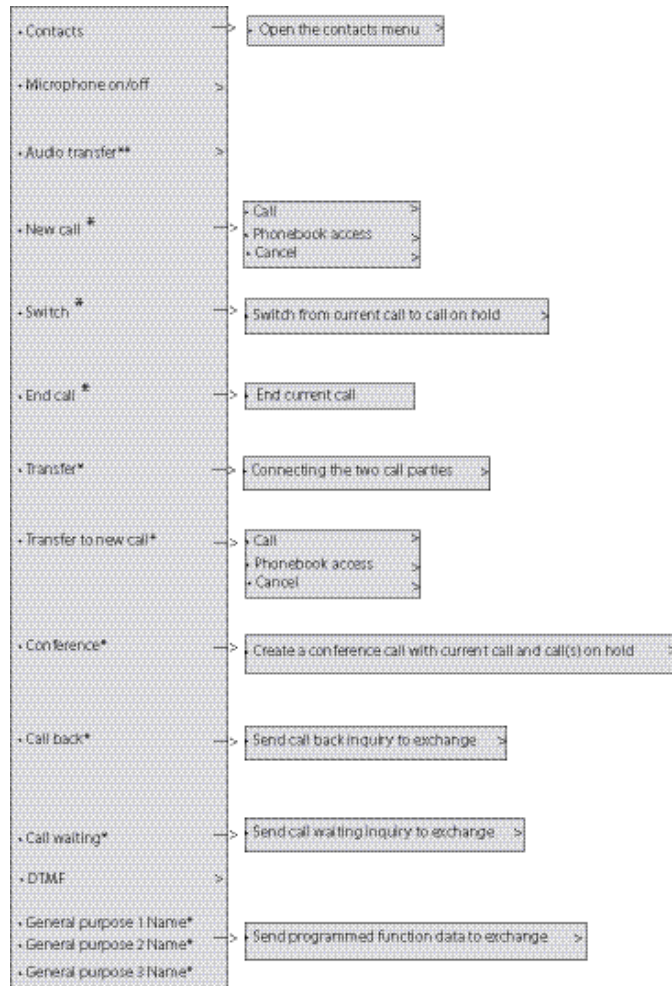 • Contacts —> • Open the contacts menu >
• Microphone on/off >
• Audio transfer** >
• New call * —> • Call >
• Phonebook access >
• Cancel >
• Switch * —> • Switch from current call to call on hold >
• End call * —> • End current call
• Transfer* —> • Connecting the two call parties >
• Transfer to new call* —> • Call >
• Phonebook access >
• Cancel >
• Conference* —> • Create a conference call with current call and call(s) on hold >
• Call back* —> • Send call back inquiry to exchange >
• Call waiting* —> • Send call waiting inquiry to exchange >
• DTMF >
• General purpose 1 Name*
• General purpose 2 Name* —> • Send programmed function data to exchange >
• General purpose 3 Name*